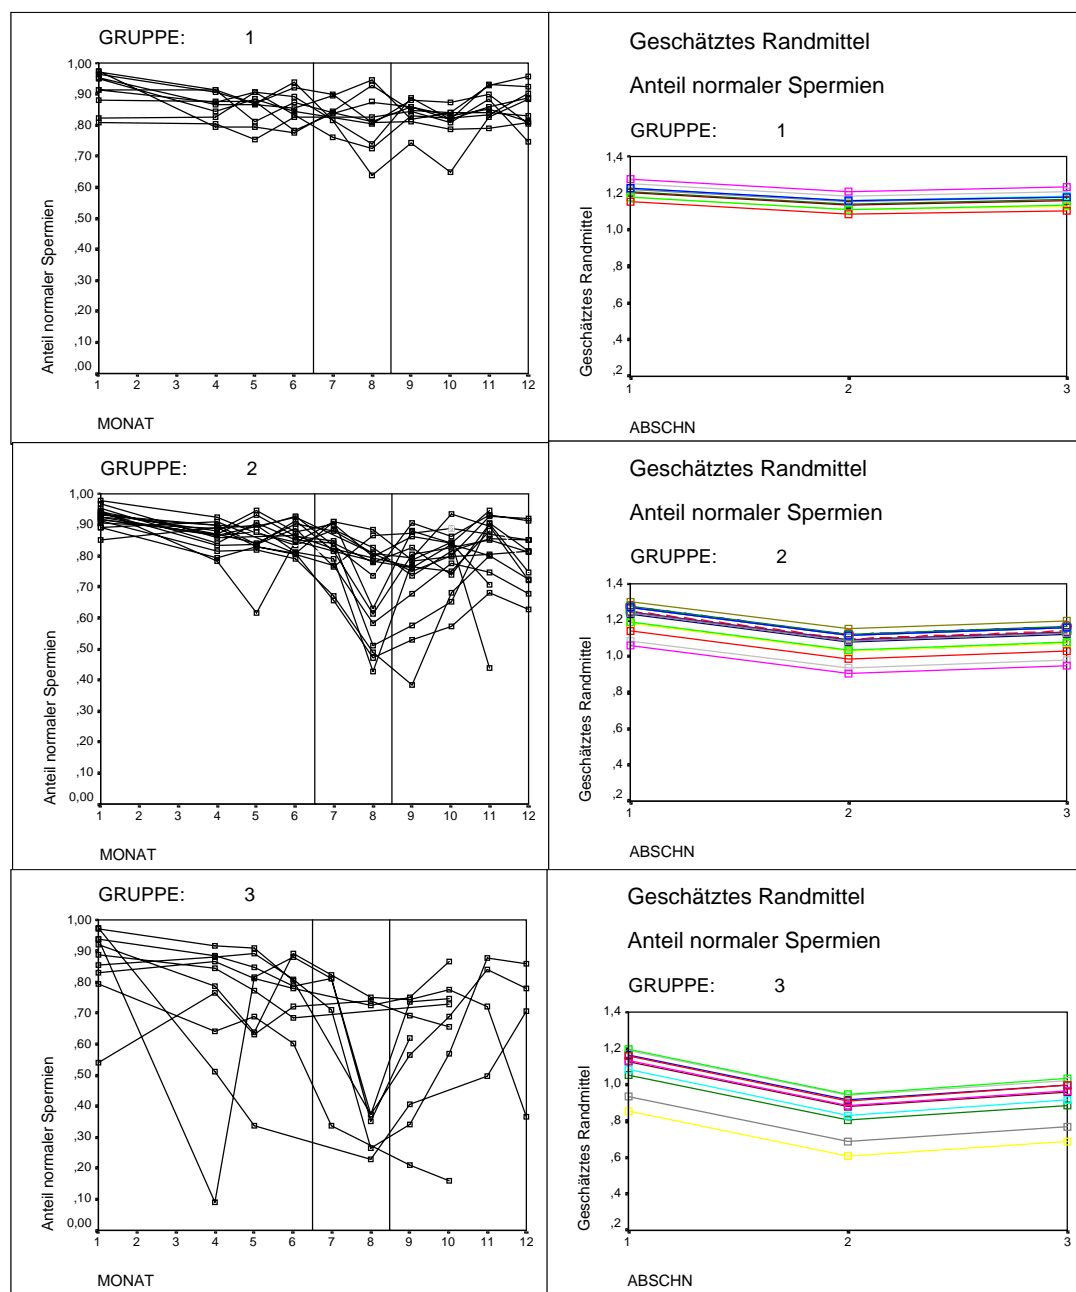 GRUPPE: 1
1,00
,90
,80
,70
,60
,50
,40
,30
,20
,10
,00
Anteil normaler Spermien
1 2 3 4 5 6 7 8 9 10 11 12
MONAT
Geschätztes Randmittel
Anteil normaler Spermien
GRUPPE: 1
1,4
1,2
1,0
,8
,6
,4
,2
Geschätztes Randmittel
1 2 3
ABSCHN
GRUPPE: 2
1,00
,90
,80
,70
,60
,50
,40
,30
,20
,10
0,00
Anteil normaler Spermien
1 2 3 4 5 6 7 8 9 10 11 12
MONAT
Geschätztes Randmittel
Anteil normaler Spermien
GRUPPE: 2
1,4
1,2
1,0
,8
,6
,4
,2
Geschätztes Randmittel
1 2 3
ABSCHN
GRUPPE: 3
1,00
,90
,80
,70
,60
,50
,40
,30
,20
,10
0,00
Anteil normaler Spermien
1 2 3 4 5 6 7 8 9 10 11 12
MONAT
Geschätztes Randmittel
Anteil normaler Spermien
GRUPPE: 3
1,4
1,2
1,0
,8
,6
,4
,2
Geschätztes Randmittel
1 2 3
ABSCHN